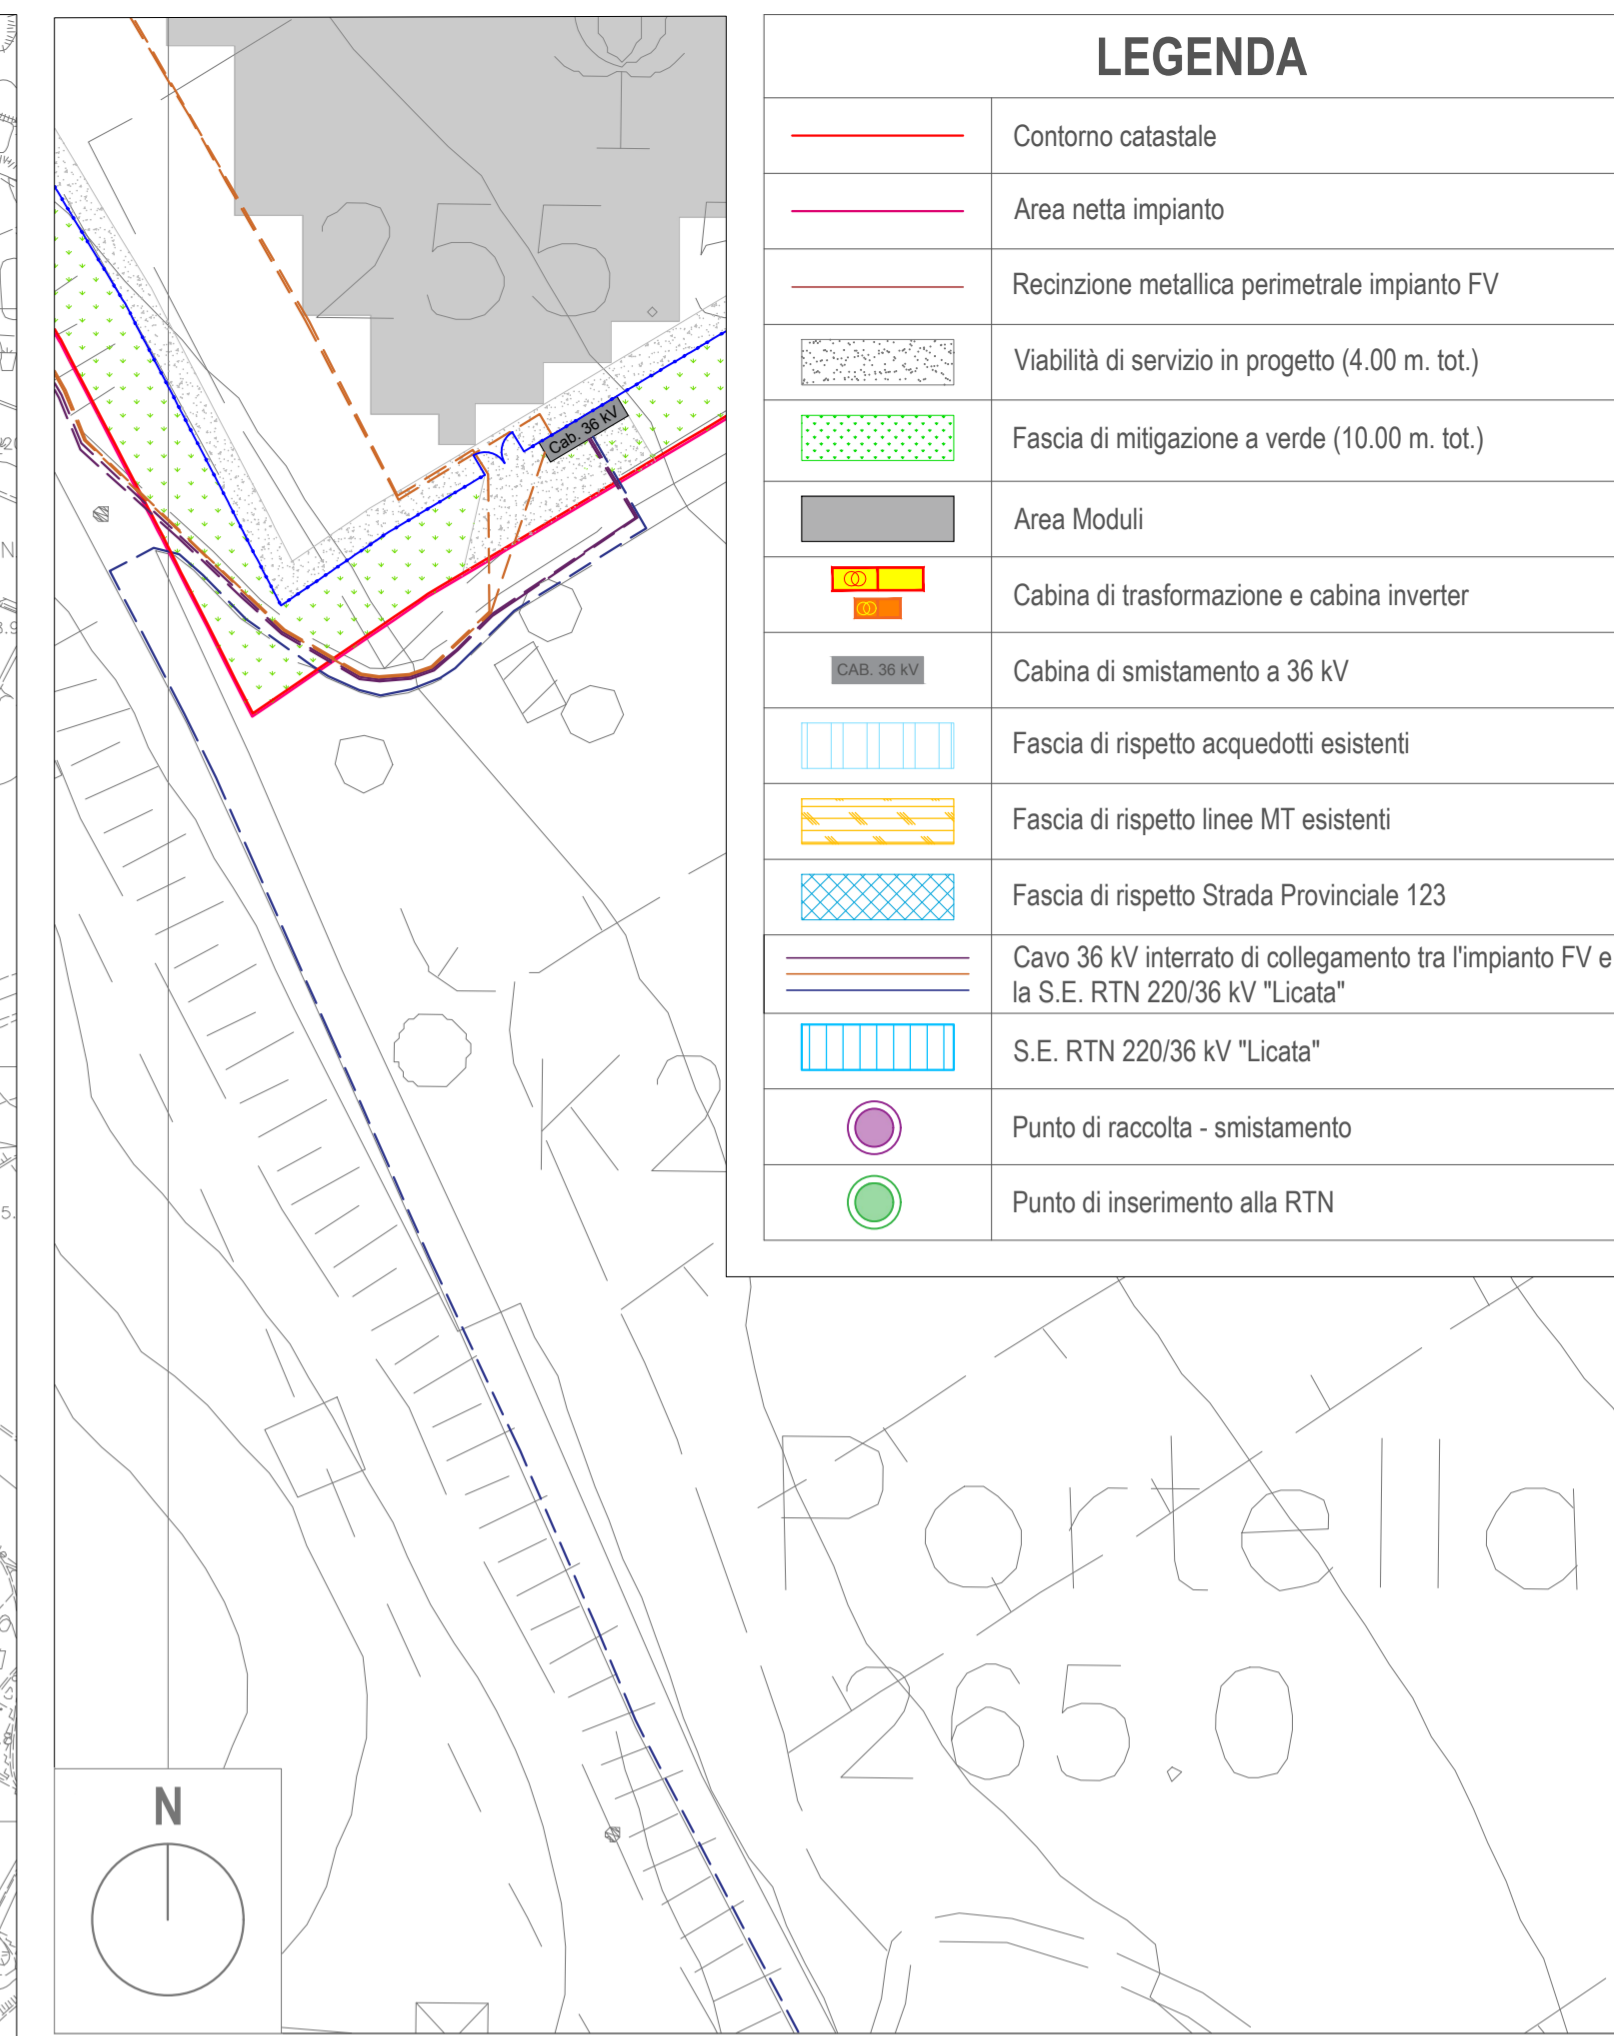 LEGENDA
Contorno catastale
Area netta impianto
Recinzione metallica perimetrale impianto FV
Viabilità di servizio in progetto (4.00 m. tot.)
Fascia di mitigazione a verde (10.00 m. tot.)
Area Moduli
Cabina di trasformazione e cabina inverter
CAB. 36 kV
Cabina di smistamento a 36 kV
Fascia di rispetto acquedotti esistenti
Fascia di rispetto linee MT esistenti
Fascia di rispetto Strada Provinciale 123
Cavo 36 kV interrato di collegamento tra l'impianto FV e
la S.E. RTN 220/36 kV "Licata"
S.E. RTN 220/36 kV "Licata"
Punto di raccolta - smistamento
Punto di inserimento alla RTN
255.
Cab. 36 kV
Portella
265.0
N